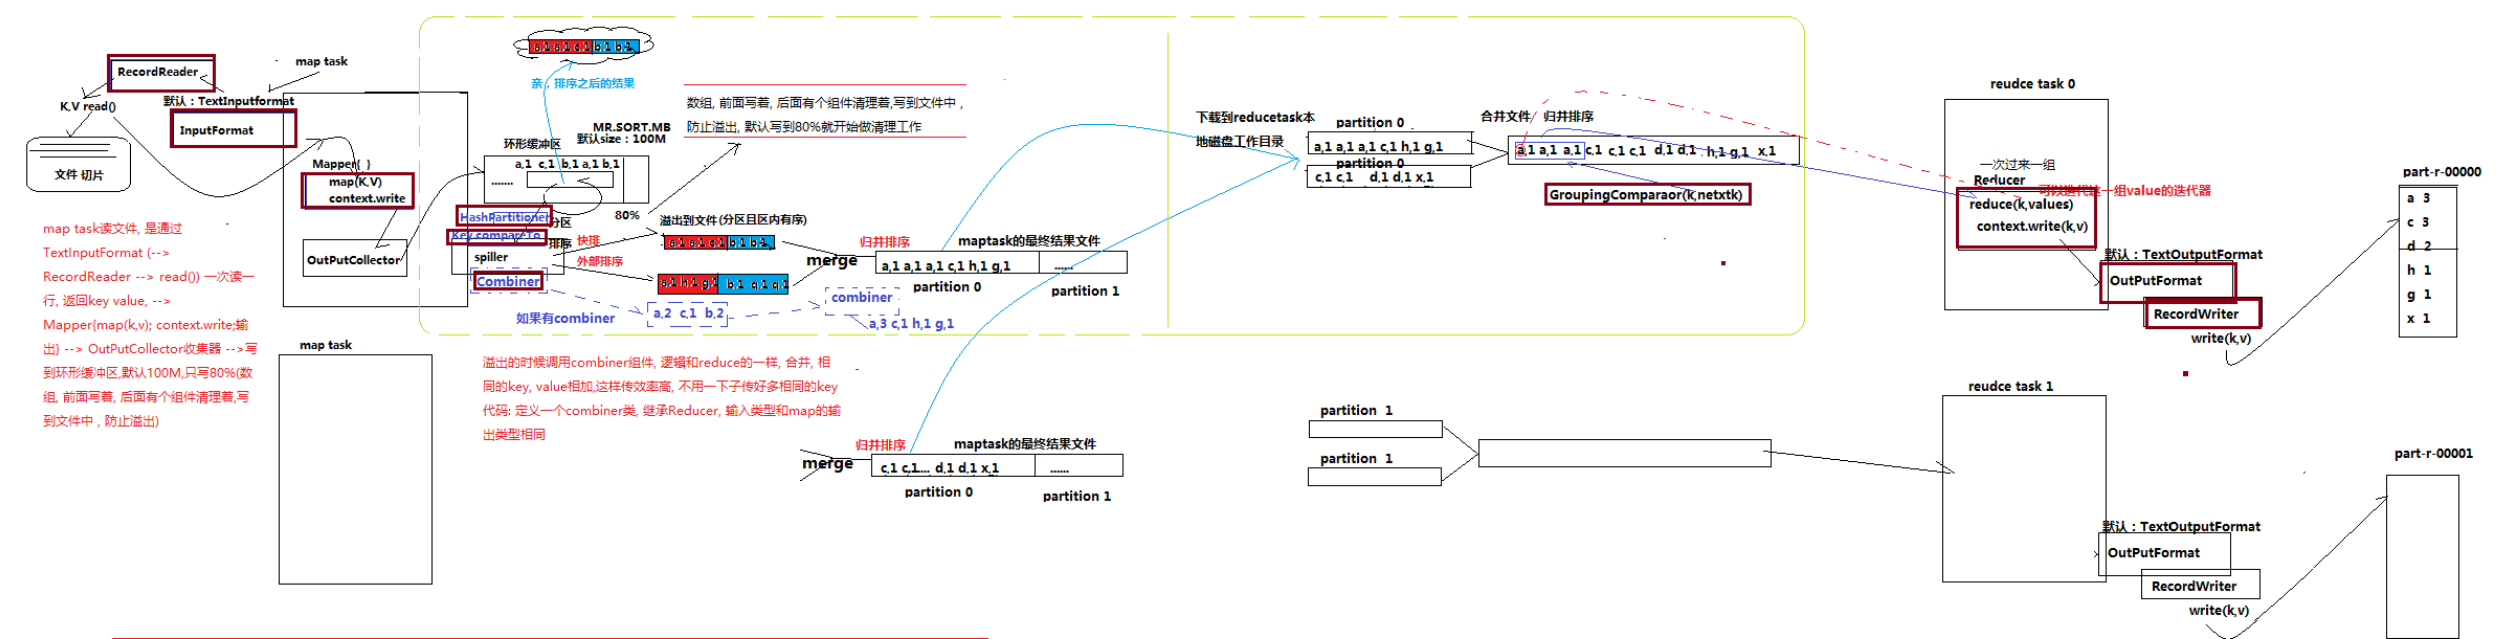 RecordReader
map task
K,V read()
默认：TextInputformat
InputFormat
文件 切片
Mapper{ }
map(K,V)
context.write
OutPutCollector
map task读文件, 是通过
TextInputFormat (-->
RecordReader --> read()) 一次读一
行, 返回key value, -->
Mapper{map(k,v); context.write;输
出} --> OutPutCollector收集器 -->写
到环形缓冲区,默认100M,只写80%(数
组, 前面写着, 后面有个组件清理着,写
到文件中 , 防止溢出)
map task
a,1 a,1 c,1 b,1 b,1
亲，排序之后的结果
数组, 前面写着, 后面有个组件清理着,写到文件中 ,
防止溢出, 默认写到80%就开始做清理工作
MR.SORT.MB
默认size：100M
环形缓冲区
a,1 c,1 b,1 a,1 b,1
.......
80%
HashPartitioner
分区
Key.compareTo
排序
快排
外部排序
spiller
Combiner
溢出到文件(分区且区内有序)
a,1 a,1 c,1 b,1 b,1
a,1 h,1 g,1 b,1 q,1 q,1
如果有combiner
a,2 c,1 b,2
combiner
a,3 c,1 h,1 g,1
归并排序
merge
maptask的最终结果文件
a,1 a,1 a,1 c,1 h,1 g,1
......
partition 0
partition 1
溢出的时候调用combiner组件, 逻辑和reduce的一样, 合并, 相
同的key, value相加,这样传效率高, 不用一下子传好多相同的key
代码: 定义一个combiner类, 继承Reducer, 输入类型和map的输
出类型相同
归并排序
merge
maptask的最终结果文件
c,1 c,1.... d,1 d,1 x,1
......
partition 0
partition 1
下载到reducetask本
地磁盘工作目录
partition 0
a,1 a,1 a,1 c,1 h,1 g,1
partition 0
c,1 c,1 d,1 d,1 x,1
合并文件 归并排序
a,1 a,1 a,1 c,1 c,1 c,1 d,1 d,1 . h,1 g,1 x,1
GroupingComparaor(k,netxtk)
reudce task 0
一次过来一组
Reducer
可以迭代这一组value的迭代器
reduce(k,values)
context.write(k,v)
默认：TextOutputFormat
OutPutFormat
RecordWriter
write(k,v)
part-r-00000
a 3
c 3
d 2
h 1
g 1
x 1
partition 1
partition 1
reudce task 1
默认：TextOutputFormat
OutPutFormat
RecordWriter
write(k,v)
part-r-00001